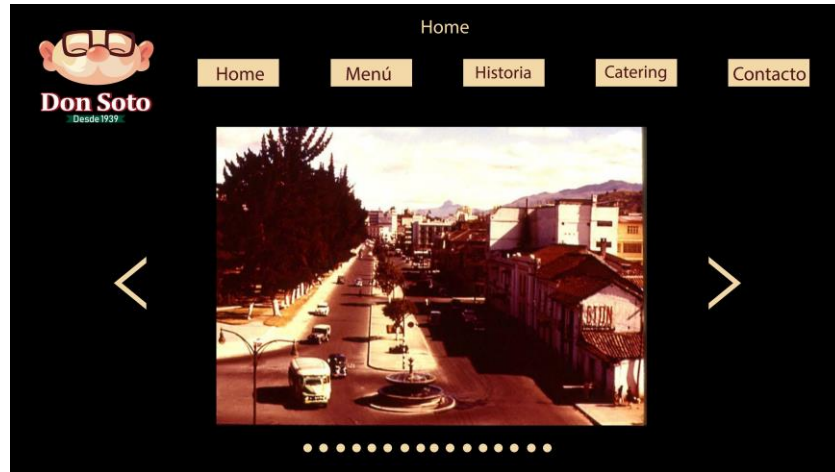 Home
Home
Menú
Historia
Catering
Contacto
Don Soto
Desde 1939